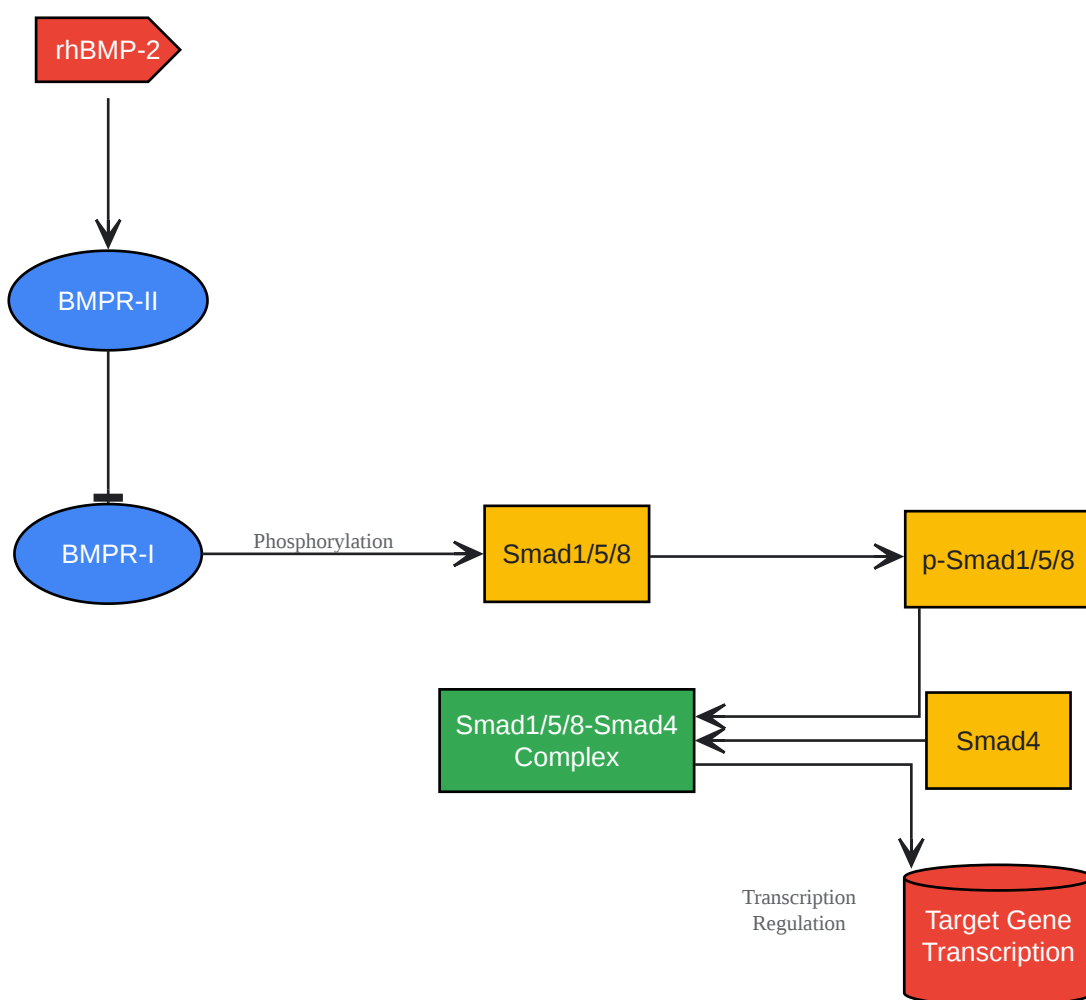 rhBMP-2
BMPR-II
BMPR-I
Phosphorylation
Smad1/5/8
p-Smad1/5/8
Smad1/5/8-Smad4
Complex
Smad4
Transcription
Regulation
Target Gene
Transcription